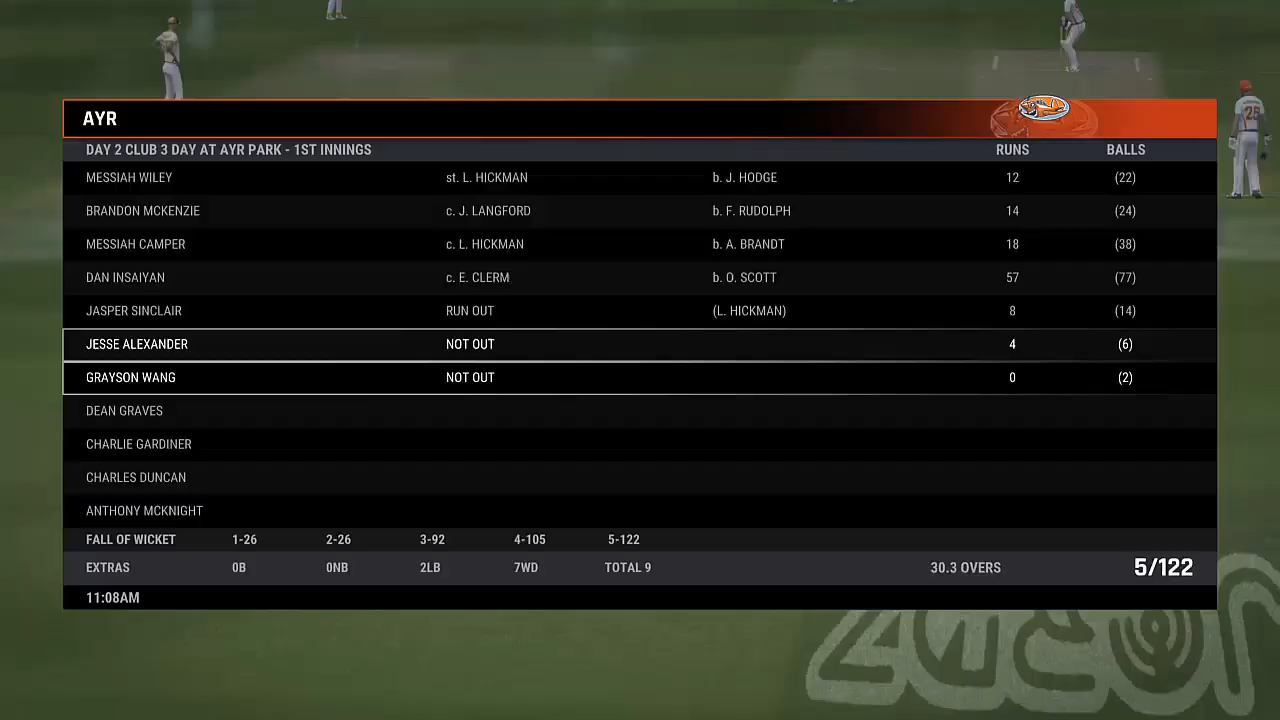 AYR
DAY 2 CLUB 3 DAY AT AYR PARK - 1ST INNINGS RUNS BALLS
MESSIAH WILEY st. L. HICKMAN b. J. HODGE 12 (22)
BRANDON MCKENZIE c. J. LANGFORD b. F. RUDOLPH 14 (24)
MESSIAH CAMPER c. L. HICKMAN b. A. BRANDT 18 (38)
DAN INSAIYAN c. E. CLERM b. O. SCOTT 57 (77)
JASPER SINCLAIR RUN OUT (L. HICKMAN) 8 (14)
JESSE ALEXANDER NOT OUT 4 (6)
GRAYSON WANG NOT OUT 0 (2)
DEAN GRAVES
CHARLIE GARDINER
CHARLES DUNCAN
ANTHONY MCKNIGHT
FALL OF WICKET 1-26 2-26 3-92 4-105 5-122
EXTRAS 0B 0NB 2LB 7WD TOTAL 9 30.3 OVERS 5/122
11:08AM